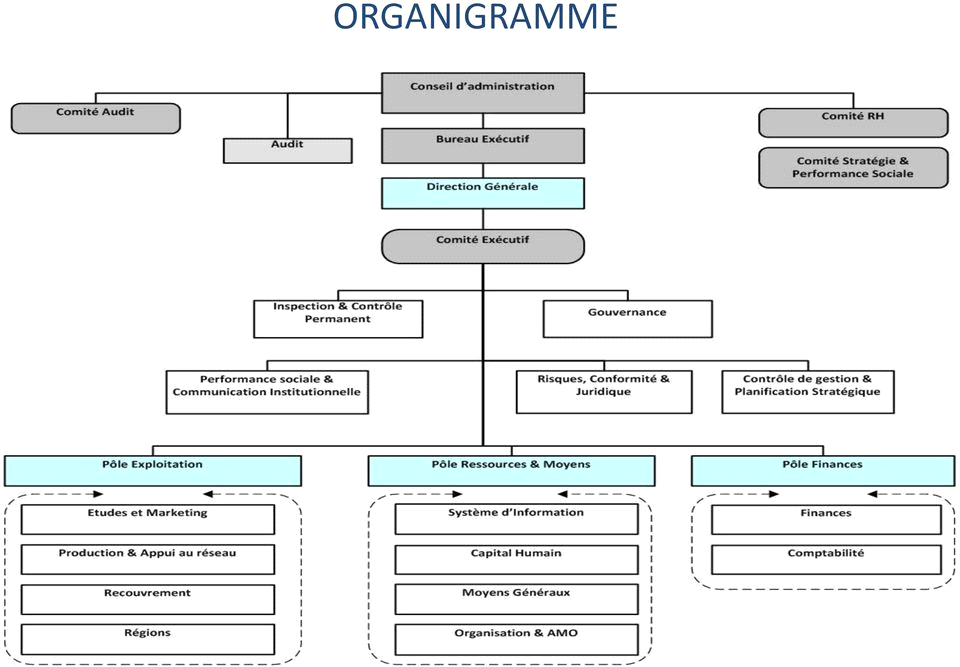 ORGANIGRAMME
Conseil d'administration
Comité Audit
Comité RH
Audit
Bureau Exécutif
Comité Stratégie &
Performance Sociale
Direction Générale
Comité Exécutif
Inspection & Contrôle
Permanent
Gouvernance
Performance sociale &
Communication Institutionnelle
Risques, Conformité &
Juridique
Contrôle de gestion &
Planification Stratégique
Pôle Exploitation
Etudes et Marketing
Production & Appui au réseau
Recouvrement
Régions
Pôle Ressources & Moyens
Système d'Information
Capital Humain
Moyens Généraux
Organisation & AMO
Pôle Finances
Finances
Comptabilité